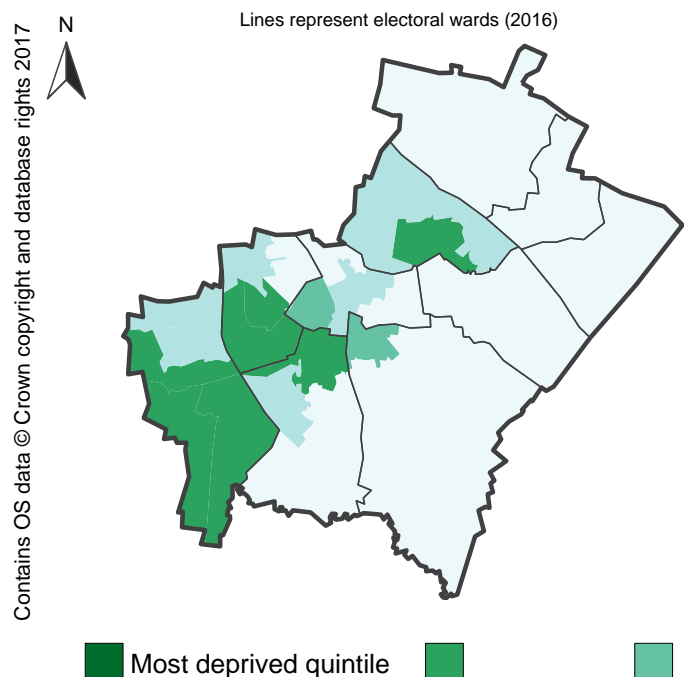 Lines represent electoral wards (2016)
N
Contains OS data © Crown copyright and database rights 2017
Most deprived quintile